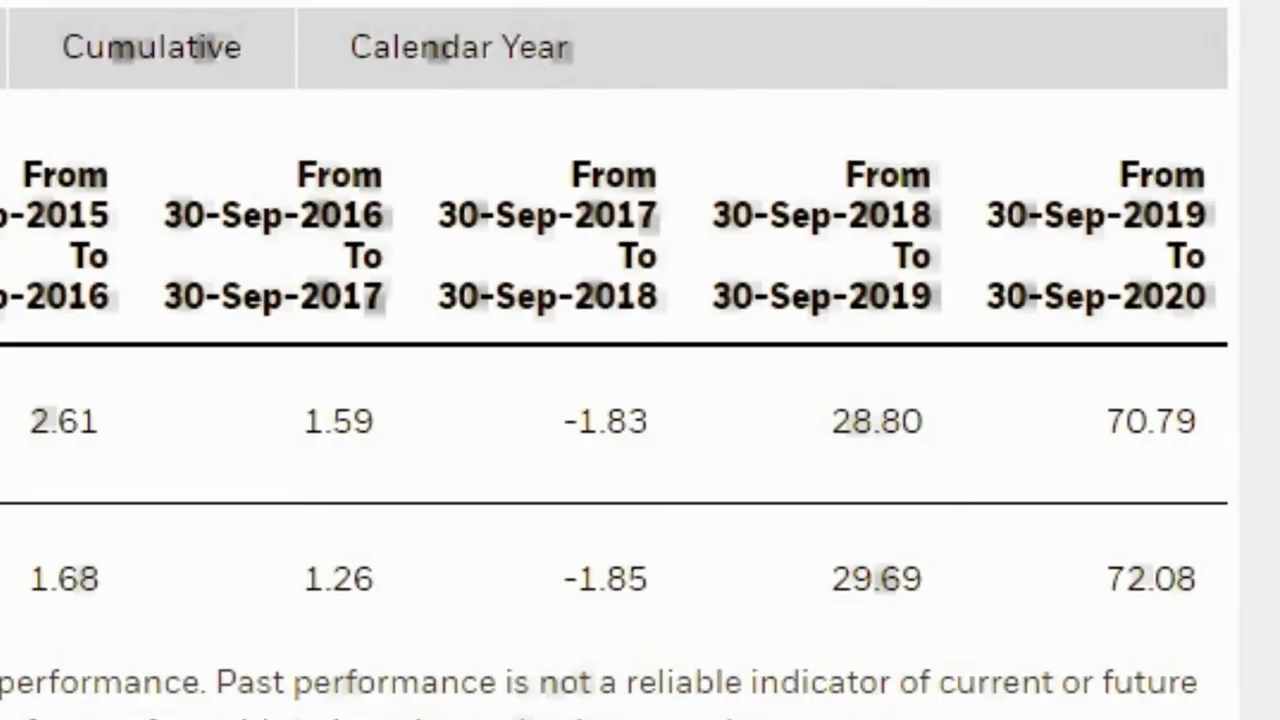 Cumulative Calendar Year
From From From From From
-2015 30-Sep-2016 30-Sep-2017 30-Sep-2018 30-Sep-2019
To To To To To
-2016 30-Sep-2017 30-Sep-2018 30-Sep-2019 30-Sep-2020
2.61 1.59 -1.83 28.80 70.79
1.68 1.26 -1.85 29.69 72.08
performance. Past performance is not a reliable indicator of current or future